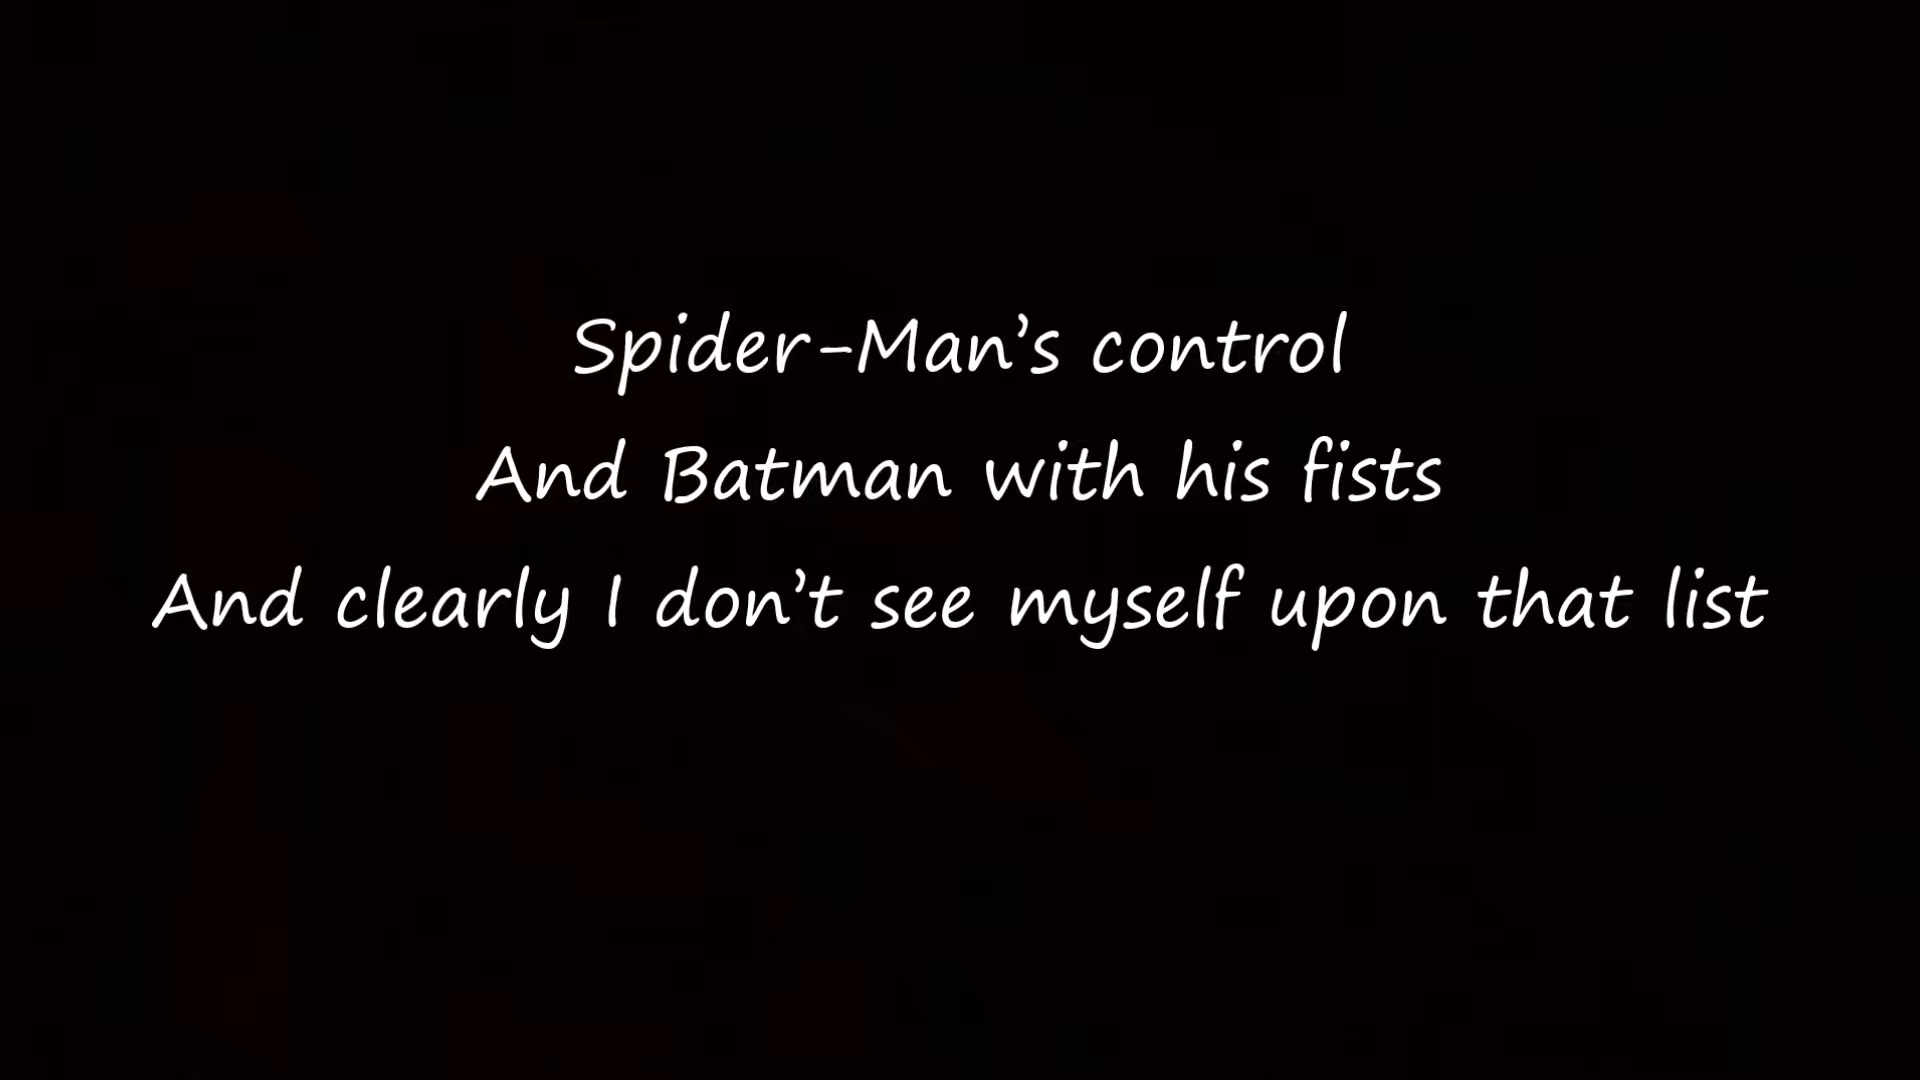 Spider-Man’s control
And Batman with his fists
And clearly I don’t see myself upon that list